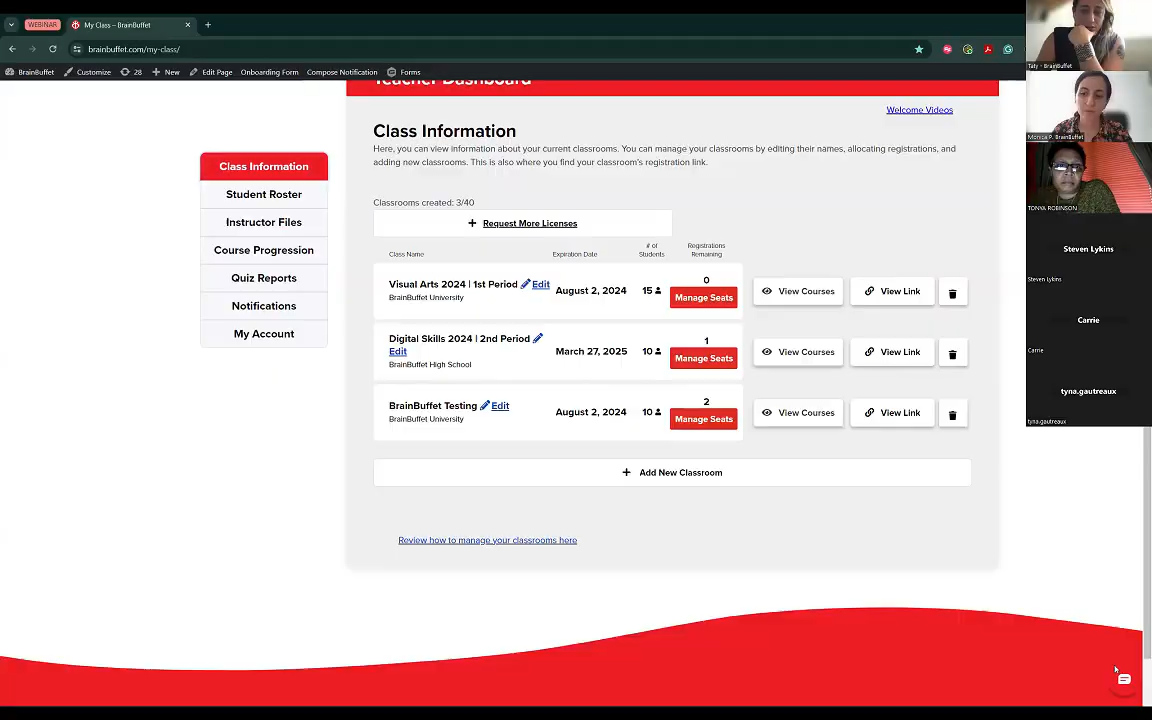 WEBINAR
My Class – BrainBuffet
brainbuffet.com/my-class/
BrainBuffet
Customize
28
New
Edit Page
Onboarding Form
Compose Notification
Forms
Teacher Dashboard
Welcome Videos
Class Information
Student Roster
Instructor Files
Course Progression
Quiz Reports
Notifications
My Account
Class Information
Here, you can view information about your current classrooms. You can manage your classrooms by editing their names, allocating registrations, and
adding new classrooms. This is also where you find your classroom's registration link.
Classrooms created: 3/40
+ Request More Licenses
Class Name
Expiration Date
# of
Students
Registrations
Remaining
Visual Arts 2024 | 1st Period Edit
BrainBuffet University
August 2, 2024
15
0
Manage Seats
View Courses
View Link
Digital Skills 2024 | 2nd Period
Edit
BrainBuffet High School
March 27, 2025
10
1
Manage Seats
View Courses
View Link
BrainBuffet Testing Edit
BrainBuffet University
August 2, 2024
10
2
Manage Seats
View Courses
View Link
+ Add New Classroom
Review how to manage your classrooms here
Taty - BrainBuffet
Monica P. BrainBuffet
TONYA ROBINSON
Steven Lykins
Steven Lykins
Carrie
Carrie
tyna.gautreaux
tyna.gautreaux